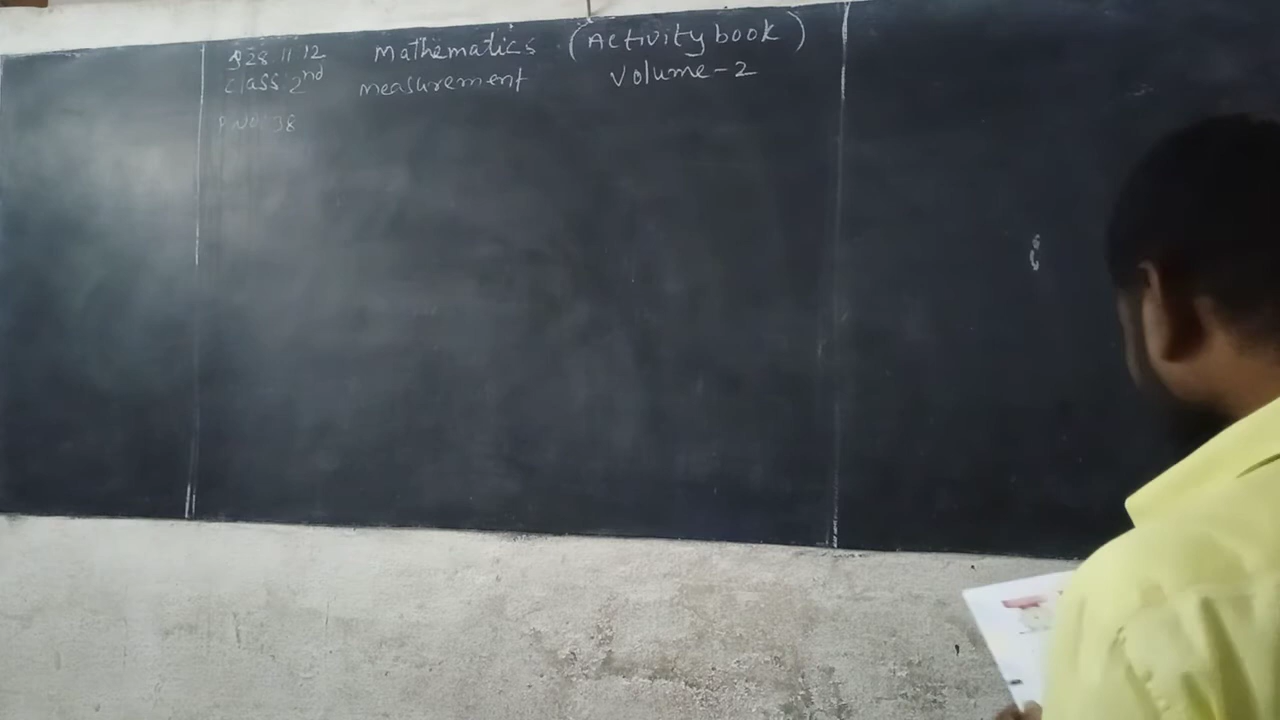 28 11 12 Mathematics (Activity book)
Class 2nd measurement Volume-2
P.No. 38